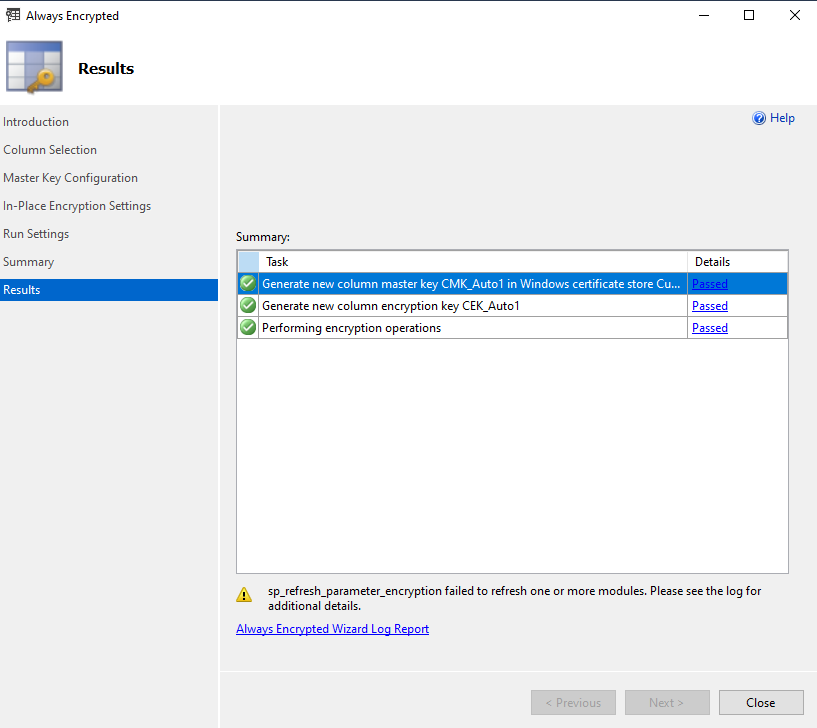 Always Encrypted
Results
Introduction
Column Selection
Master Key Configuration
In-Place Encryption Settings
Run Settings
Summary
Results
Help
Summary:
Task Details
Generate new column master key CMK_Auto1 in Windows certificate store Cu... Passed
Generate new column encryption key CEK_Auto1 Passed
Performing encryption operations Passed
sp_refresh_parameter_encryption failed to refresh one or more modules. Please see the log for
additional details.
Always Encrypted Wizard Log Report
< Previous Next > Close